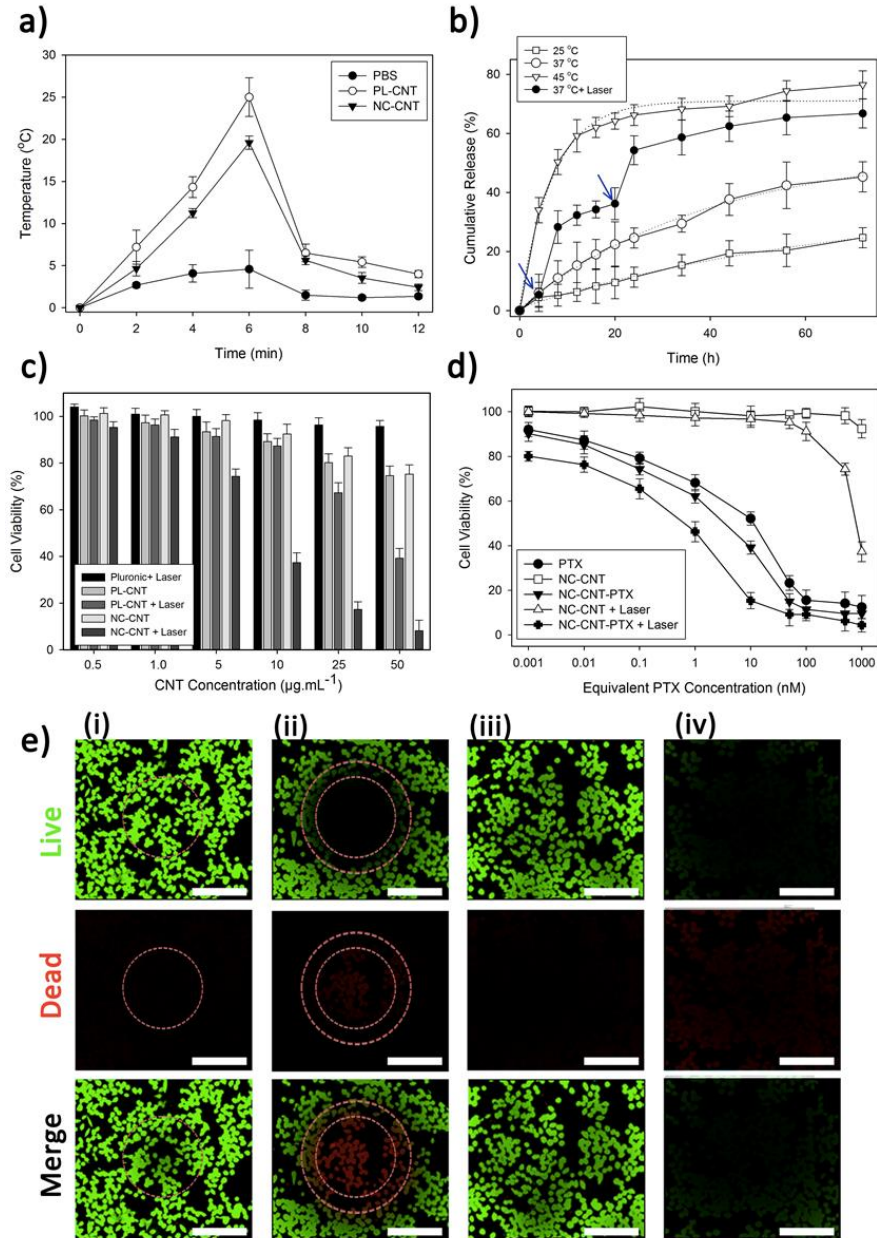 a)
30
25
20
15
10
5
0
Temperature (°C)
PBS
PL-CNT
NC-CNT
0 2 4 6 8 10 12
Time (min)
b)
25 °C
37 °C
45 °C
37 °C+ Laser
80
60
40
20
0
Cumulative Release (%)
0 20 40 60
Time (h)
c)
100
80
60
40
20
0
Cell Viability (%)
Pluronic+ Laser
PL-CNT
PL-CNT + Laser
NC-CNT
NC-CNT + Laser
0.5 1.0 5 10 25 50
CNT Concentration (µg.mL⁻¹)
d)
120
100
80
60
40
20
0
Cell Viability (%)
PTX
NC-CNT
NC-CNT-PTX
NC-CNT + Laser
NC-CNT-PTX + Laser
0.001 0.01 0.1 1 10 100 1000
Equivalent PTX Concentration (nM)
e)
(i) (ii) (iii) (iv)
Live
Dead
Merge